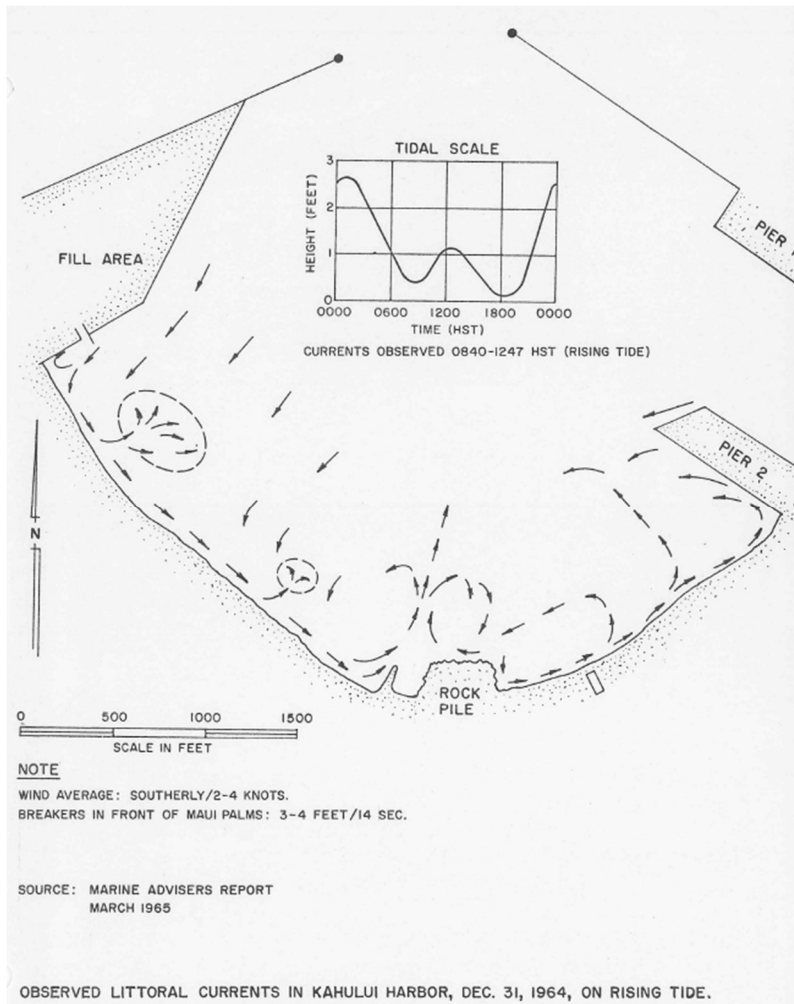 TIDAL SCALE
HEIGHT (FEET)
3
2
1
0
0000 0600 1200 1800 0000
TIME (HST)
CURRENTS OBSERVED 0840-1247 HST (RISING TIDE)
FILL AREA
PIER
PIER 2
N
ROCK
PILE
0 500 1000 1500
SCALE IN FEET
NOTE
WIND AVERAGE: SOUTHERLY/2-4 KNOTS.
BREAKERS IN FRONT OF MAUI PALMS: 3-4 FEET/14 SEC.
SOURCE: MARINE ADVISERS REPORT
MARCH 1965
OBSERVED LITTORAL CURRENTS IN KAHULUI HARBOR, DEC. 31, 1964, ON RISING TIDE.